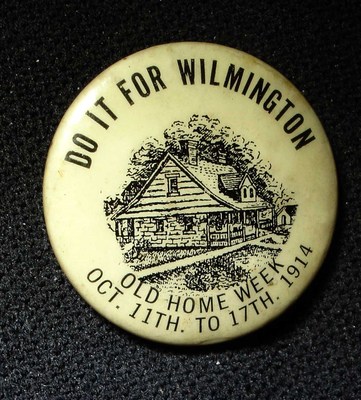 DO IT FOR WILMINGTON
OLD HOME WEEK
OCT. 11TH. TO 17TH. 1914